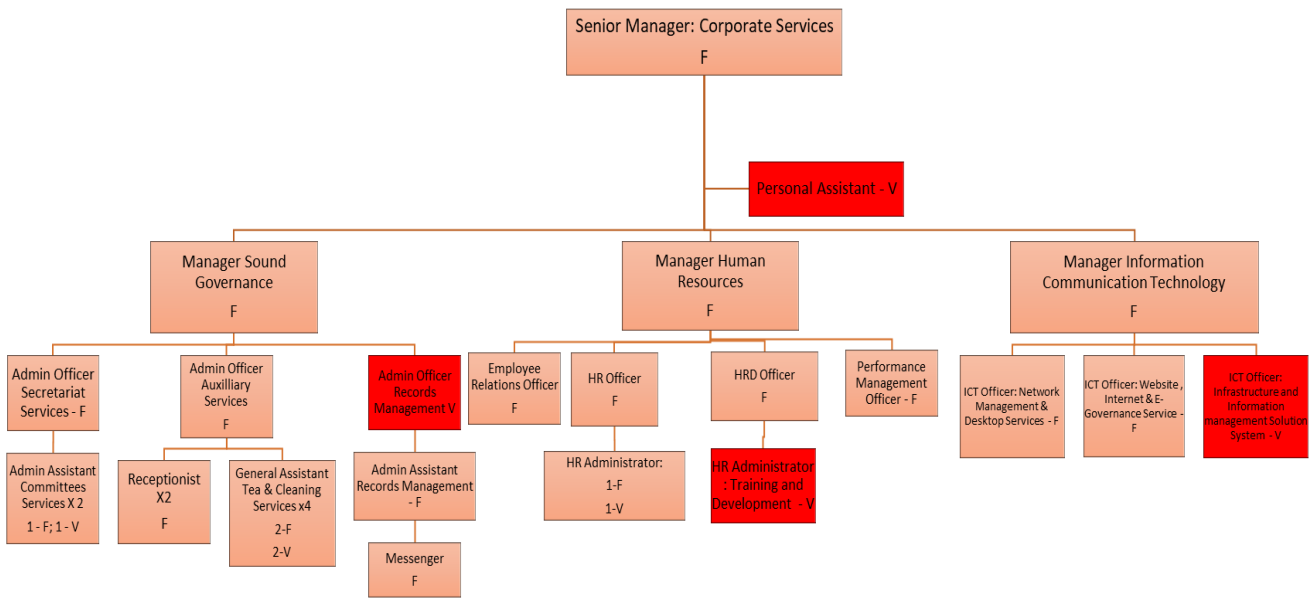 Senior Manager: Corporate Services
F
Personal Assistant - V
Manager Sound
Governance
F
Manager Human
Resources
F
Manager Information
Communication Technology
F
Admin Officer
Secretariat
Services - F
Admin Officer
Auxilliary
Services
F
Admin Officer
Records
Management V
Employee
Relations Officer
F
HR Officer
F
HRD Officer
F
Performance
Management
Officer - F
ICT Officer: Network
Management &
Desktop Services - F
ICT Officer: Website ,
Internet & E-
Governance Service -
F
ICT Officer:
Infrastructure and
Information
management Solution
System - V
Admin Assistant
Committees
Services X 2
1 - F; 1 - V
Receptionist
X2
F
General Assistant
Tea & Cleaning
Services x4
2-F
2-V
Admin Assistant
Records Management
- F
Messenger
F
HR Administrator:
1-F
1-V
HR Administrator
: Training and
Development - V